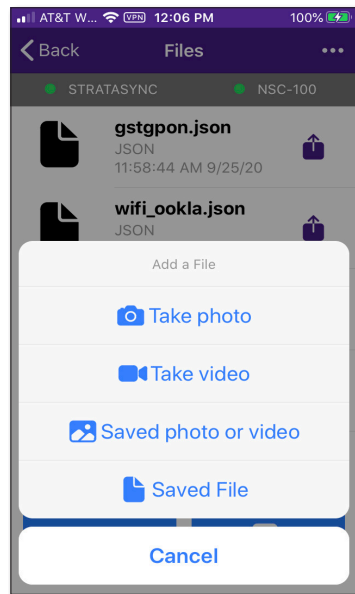 AT&T W... VPN 12:06 PM 100%
Back Files
STRATASYNC NSC-100
gstgpon.json
JSON
11:58:44 AM 9/25/20
wifi_ookla.json
JSON
Add a File
Take photo
Take video
Saved photo or video
Saved File
Cancel